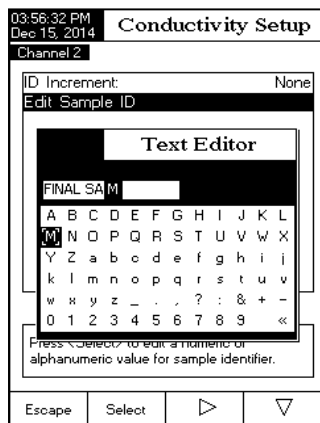 03:56:32 PM
Dec 15, 2014
Conductivity Setup
Channel 2
ID Increment: None
Edit Sample ID
Text Editor
FINAL SAM
A B C D E F G H I J K L
M N O P Q R S T U V W X
Y Z a b c d e f g h i j
k l m n o p q r s t u v
w x y z _ . , ? : & + -
0 1 2 3 4 5 6 7 8 9 «
Press <Select> to edit a numeric or
alphanumeric value for sample identifier.
Escape Select ▷ ▽